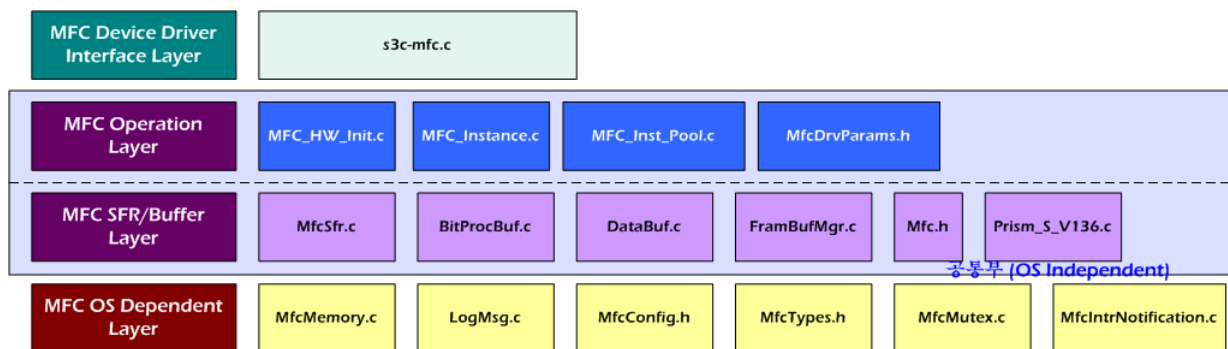 MFC Device Driver
Interface Layer
s3c-mfc.c
MFC Operation
Layer
MFC_HW_Init.c
MFC_Instance.c
MFC_Inst_Pool.c
MfcDrvParams.h
MFC SFR/Buffer
Layer
MfcSfr.c
BitProcBuf.c
DataBuf.c
FramBufMgr.c
Mfc.h
Prism_S_V136.c
공통부 (OS Independent)
MFC OS Dependent
Layer
MfcMemory.c
LogMsg.c
MfcConfig.h
MfcTypes.h
MfcMutex.c
MfcIntrNotification.c